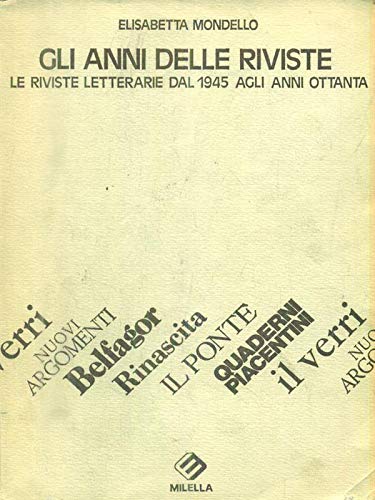 ELISABETTA MONDELLO
GLI ANNI DELLE RIVISTE
LE RIVISTE LETTERARIE DAL 1945 AGLI ANNI OTTANTA
verri
NUOVI
ARGOMENTI
Belfagor
Rinascita
IL PONTE
QUADERNI
PIACENTINI
il verri
NUO
ARGO
MILELLA